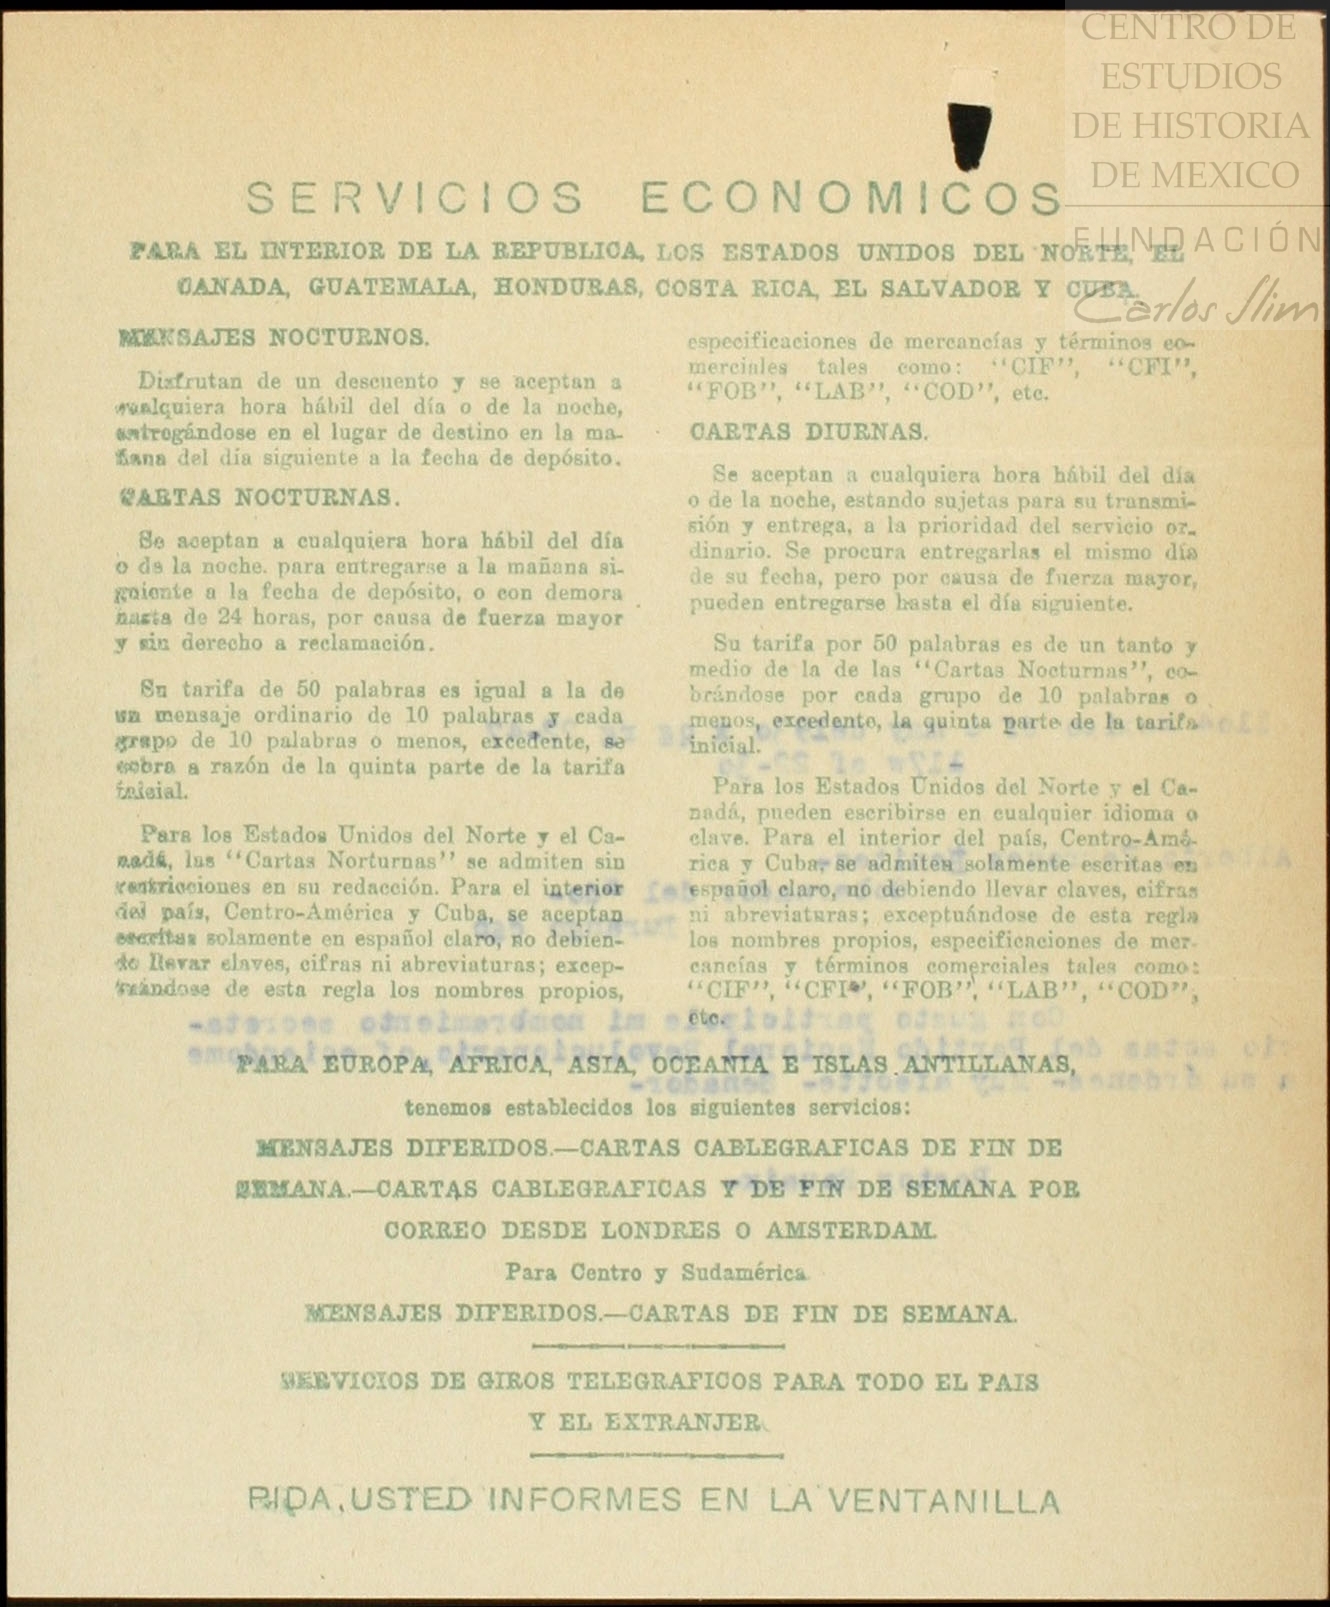 CENTRO DE
ESTUDIOS
DE HISTORIA
DE MEXICO
FUNDACIÓN
Carlos Slim
SERVICIOS ECONOMICOS
PARA EL INTERIOR DE LA REPUBLICA, LOS ESTADOS UNIDOS DEL NORTE, EL
CANADA, GUATEMALA, HONDURAS, COSTA RICA, EL SALVADOR Y CUBA.
MENSAJES NOCTURNOS.
Disfrutan de un descuento y se aceptan a
cualquiera hora hábil del día o de la noche,
entregándose en el lugar de destino en la ma-
ñana del día siguiente a la fecha de depósito.
CARTAS NOCTURNAS.
Se aceptan a cualquiera hora hábil del día
o de la noche. para entregarse a la mañana si-
guiente a la fecha de depósito, o con demora
hasta de 24 horas, por causa de fuerza mayor
y sin derecho a reclamación.
Su tarifa de 50 palabras es igual a la de
un mensaje ordinario de 10 palabras y cada
grupo de 10 palabras o menos, excedente, se
cobra a razón de la quinta parte de la tarifa
inicial.
Para los Estados Unidos del Norte y el Ca-
nadá, las "Cartas Norturnas" se admiten sin
restricciones en su redacción. Para el interior
del país, Centro-América y Cuba, se aceptan
escritas solamente en español claro, no debien-
do llevar claves, cifras ni abreviaturas; excep-
tuándose de esta regla los nombres propios,
especificaciones de mercancías y términos co-
merciales tales como: "CIF", "CFI",
"FOB", "LAB", "COD", etc.
CARTAS DIURNAS.
Se aceptan a cualquiera hora hábil del día
o de la noche, estando sujetas para su transmi-
sión y entrega, a la prioridad del servicio or-
dinario. Se procura entregarlas el mismo día
de su fecha, pero por causa de fuerza mayor,
pueden entregarse hasta el día siguiente.
Su tarifa por 50 palabras es de un tanto y
medio de la de las "Cartas Nocturnas", co-
brándose por cada grupo de 10 palabras o
menos, excedente, la quinta parte de la tarifa
inicial.
Para los Estados Unidos del Norte y el Ca-
nadá, pueden escribirse en cualquier idioma o
clave. Para el interior del país, Centro-Amé-
rica y Cuba, se admiten solamente escritas en
español claro, no debiendo llevar claves, cifras
ni abreviaturas; exceptuándose de esta regla
los nombres propios, especificaciones de mer-
cancías y términos comerciales tales como:
"CIF", "CFI", "FOB", "LAB", "COD",
etc.
PARA EUROPA, AFRICA, ASIA, OCEANIA E ISLAS ANTILLANAS,
tenemos establecidos los siguientes servicios:
MENSAJES DIFERIDOS.—CARTAS CABLEGRAFICAS DE FIN DE
SEMANA.—CARTAS CABLEGRAFICAS Y DE FIN DE SEMANA POR
CORREO DESDE LONDRES O AMSTERDAM.
Para Centro y Sudamérica
MENSAJES DIFERIDOS.—CARTAS DE FIN DE SEMANA.
SERVICIOS DE GIROS TELEGRAFICOS PARA TODO EL PAIS
Y EL EXTRANJER
PIDA USTED INFORMES EN LA VENTANILLA